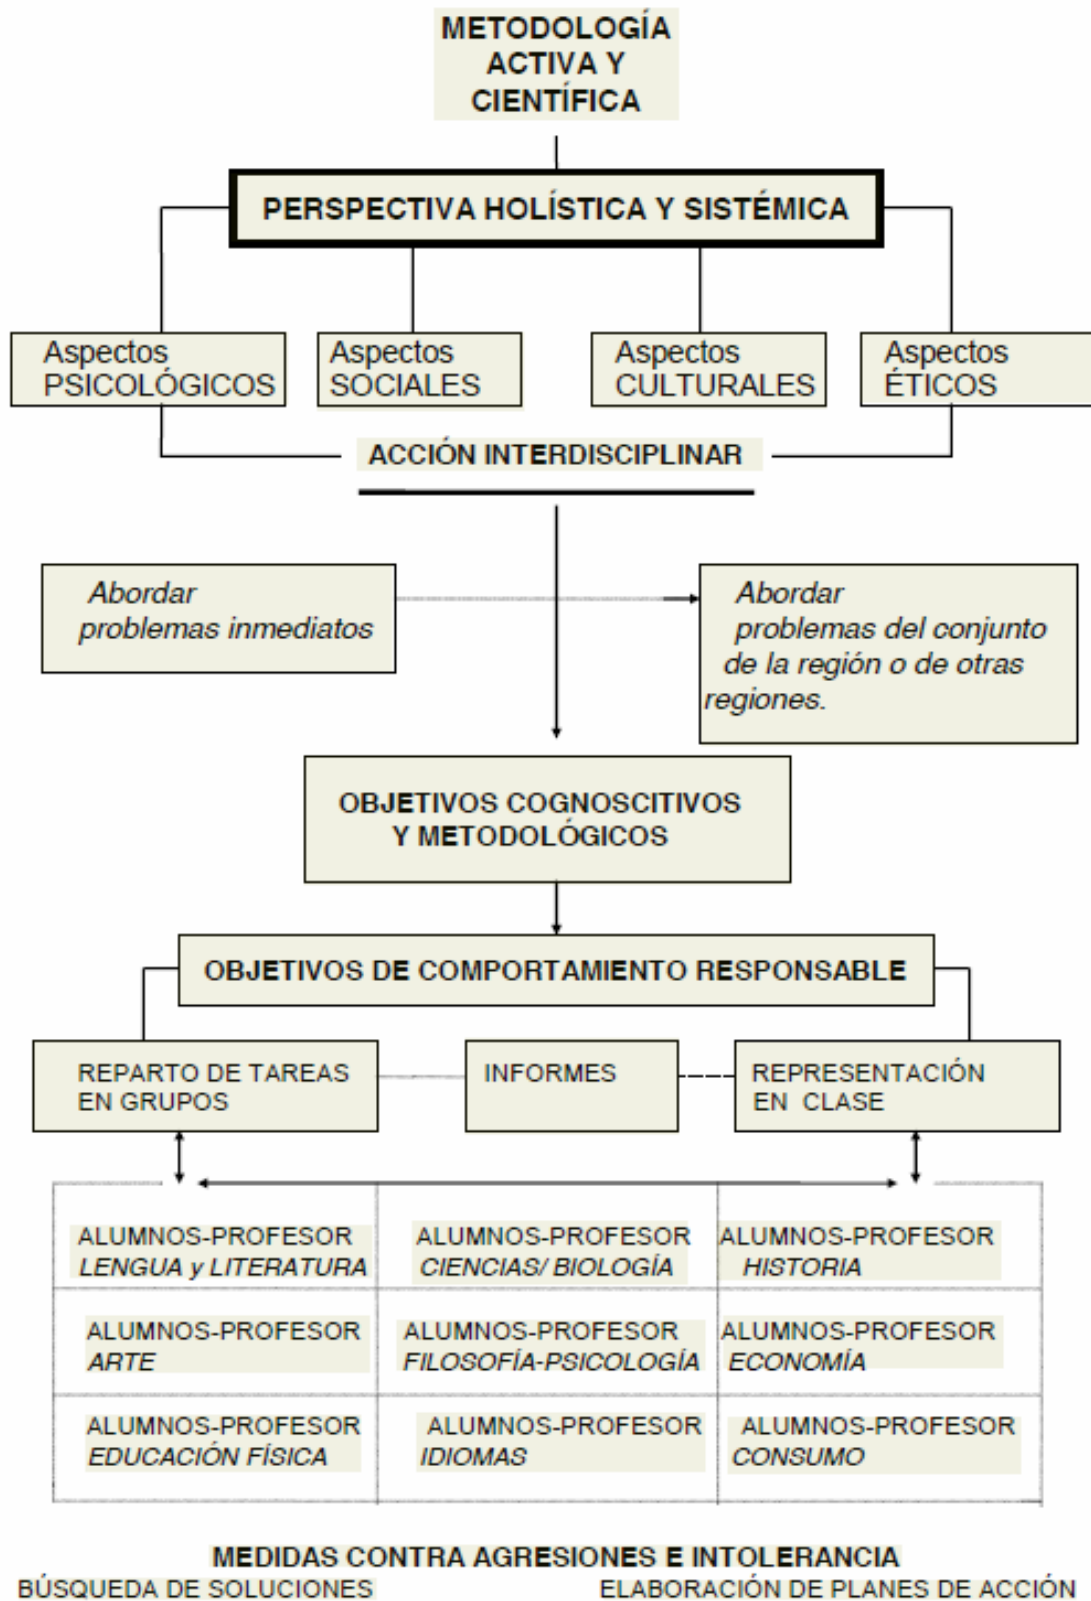 METODOLOGÍA
ACTIVA Y
CIENTÍFICA
PERSPECTIVA HOLÍSTICA Y SISTÉMICA
Aspectos
PSICOLÓGICOS
Aspectos
SOCIALES
Aspectos
CULTURALES
Aspectos
ÉTICOS
ACCIÓN INTERDISCIPLINAR
Abordar
problemas inmediatos
Abordar
problemas del conjunto
de la región o de otras
regiones.
OBJETIVOS COGNOSCITIVOS
Y METODOLÓGICOS
OBJETIVOS DE COMPORTAMIENTO RESPONSABLE
REPARTO DE TAREAS
EN GRUPOS
INFORMES
REPRESENTACIÓN
EN CLASE
ALUMNOS-PROFESOR
LENGUA y LITERATURA
ALUMNOS-PROFESOR
CIENCIAS/ BIOLOGÍA
ALUMNOS-PROFESOR
HISTORIA
ALUMNOS-PROFESOR
ARTE
ALUMNOS-PROFESOR
FILOSOFÍA-PSICOLOGÍA
ALUMNOS-PROFESOR
ECONOMÍA
ALUMNOS-PROFESOR
EDUCACIÓN FÍSICA
ALUMNOS-PROFESOR
IDIOMAS
ALUMNOS-PROFESOR
CONSUMO
MEDIDAS CONTRA AGRESIONES E INTOLERANCIA
BÚSQUEDA DE SOLUCIONES
ELABORACIÓN DE PLANES DE ACCIÓN